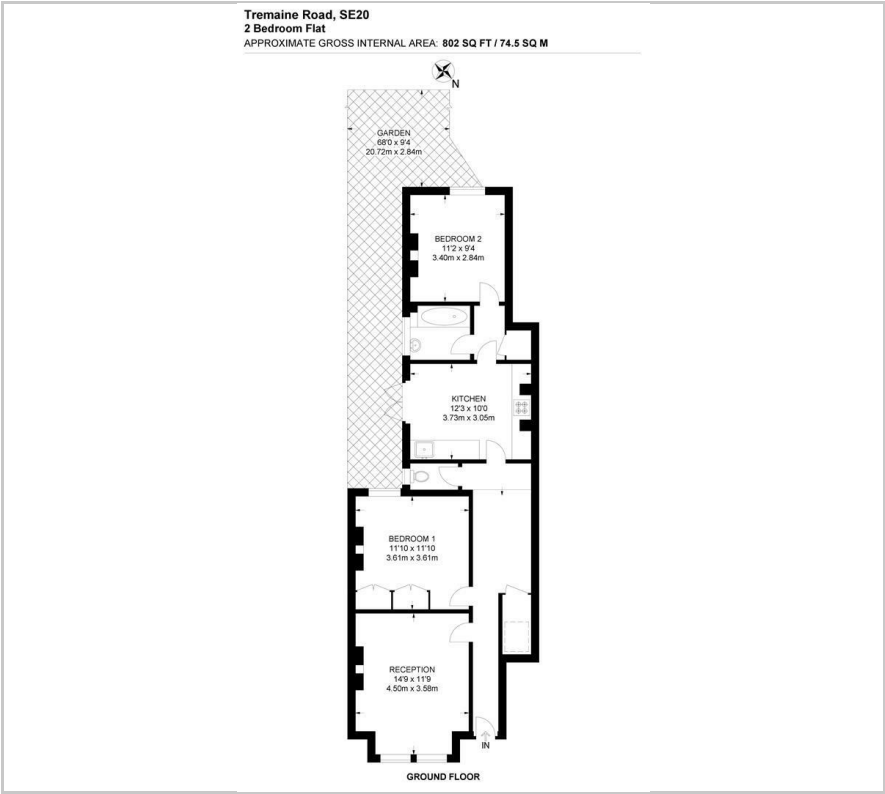 Tremaine Road, SE20
2 Bedroom Flat
APPROXIMATE GROSS INTERNAL AREA: 802 SQ FT / 74.5 SQ M
N
GARDEN
68'0 x 9'4
20.72m x 2.84m
BEDROOM 2
11'2 x 9'4
3.40m x 2.84m
KITCHEN
12'3 x 10'0
3.73m x 3.05m
BEDROOM 1
11'10 x 11'10
3.61m x 3.61m
RECEPTION
14'9 x 11'9
4.50m x 3.58m
IN
GROUND FLOOR